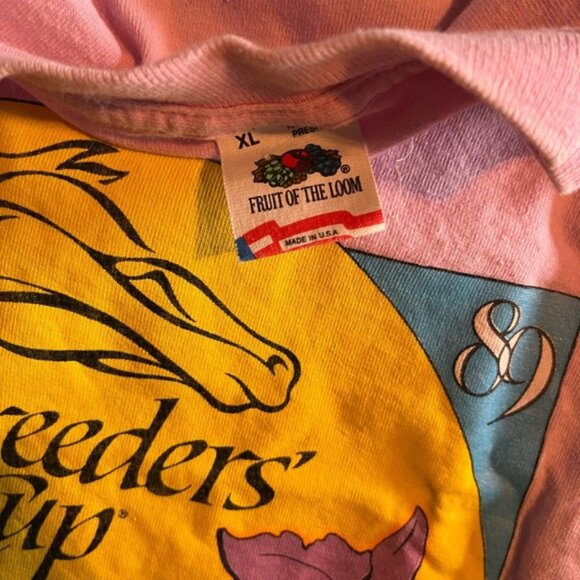 XL
FRUIT OF THE LOOM®
MADE IN U.S.A.
89
reeders'
Cup®